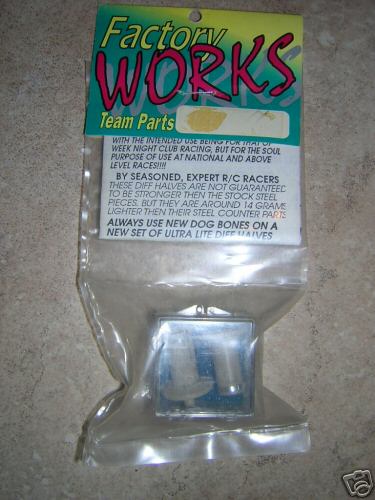 Factory
WORKS
Team Parts
WITH THE INTENDED USE BEING FOR THAT OF
WEEK NIGHT CLUB RACING, BUT FOR THE SOUL
PURPOSE OF USE AT NATIONAL AND ABOVE
LEVEL RACES!!!!
BY SEASONED, EXPERT R/C RACERS
THESE DIFF HALVES ARE NOT GUARANTEED
TO BE STRONGER THEN THE STOCK STEEL
PIECES. BUT THEY ARE AROUND 14 GRAMS
LIGHTER THEN THEIR STEEL COUNTER PARTS
ALWAYS USE NEW DOG BONES ON A
NEW SET OF ULTRA LITE DIFF HALVES